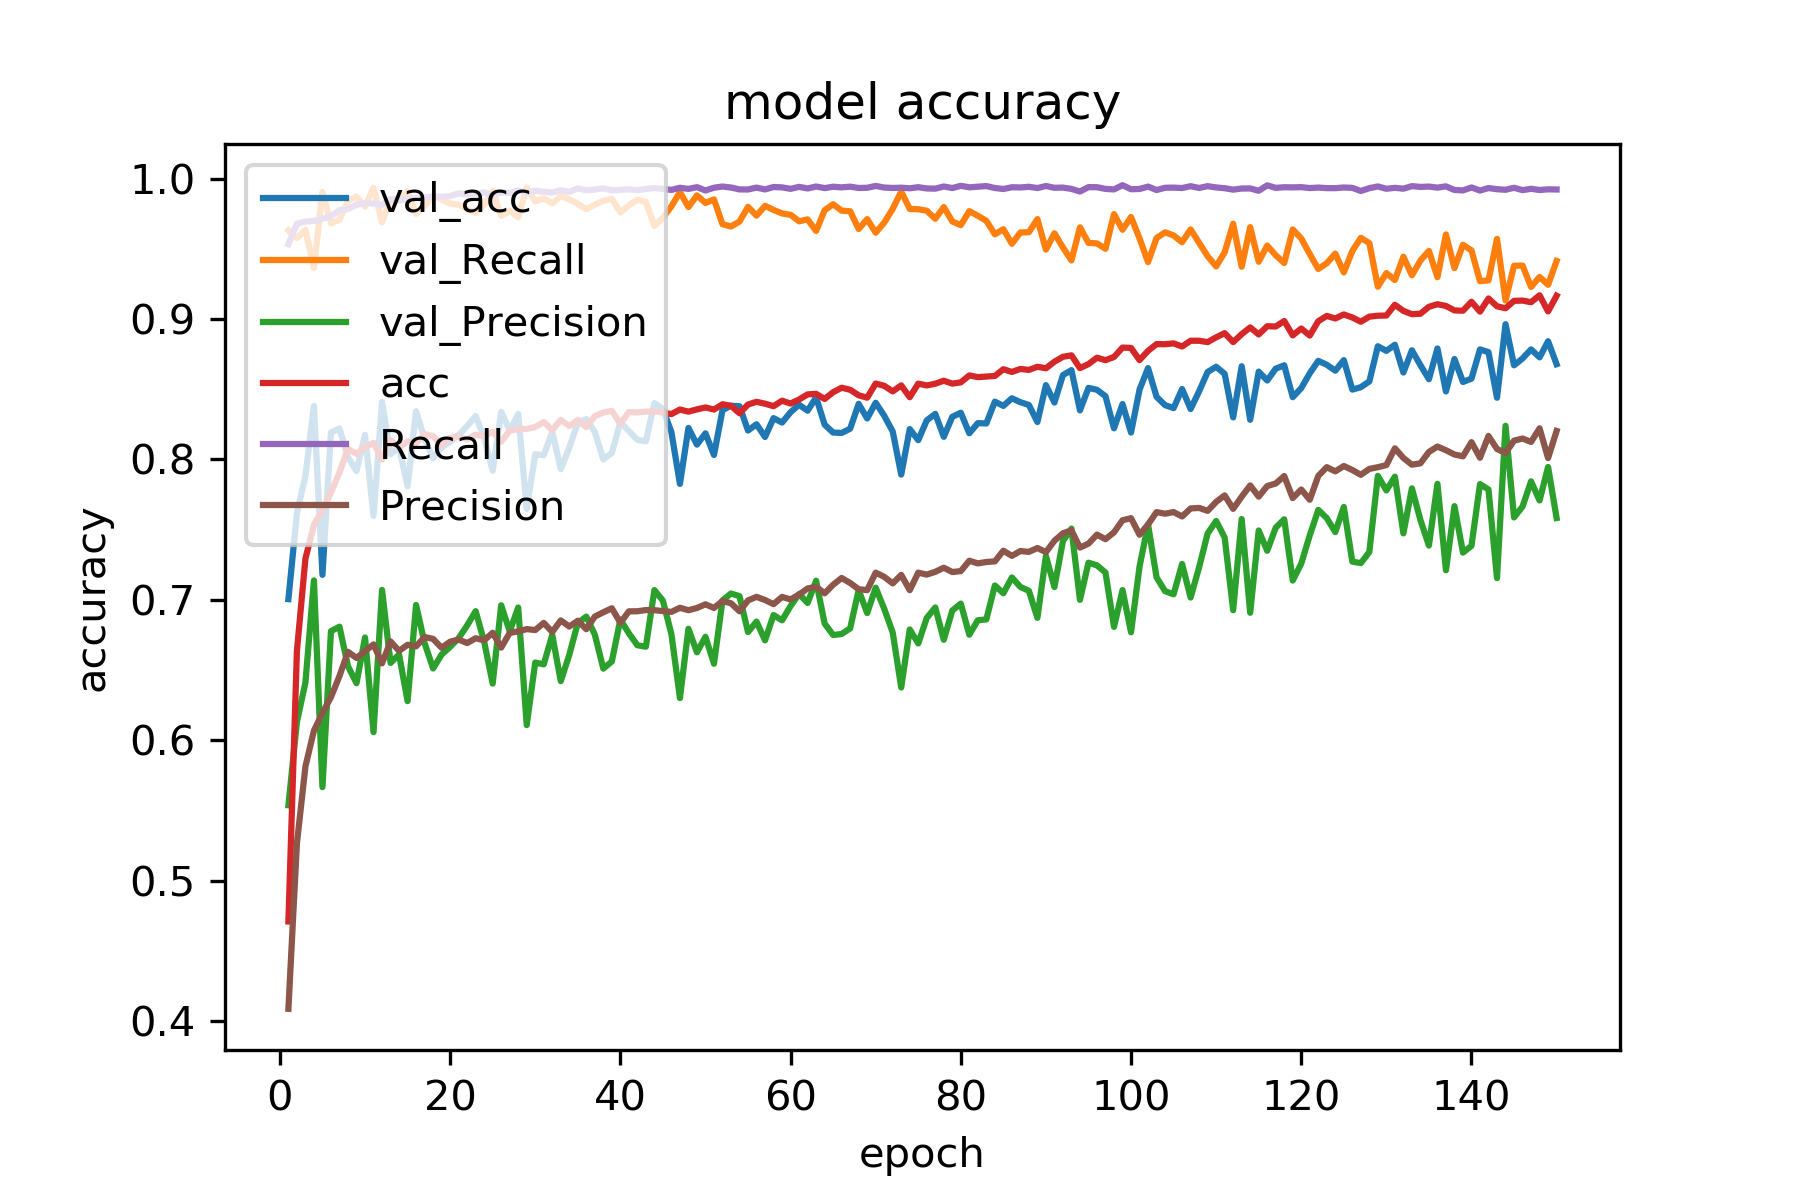 model accuracy
accuracy
1.0
0.9
0.8
0.7
0.6
0.5
0.4
val_acc
val_Recall
val_Precision
acc
Recall
Precision
0 20 40 60 80 100 120 140
epoch